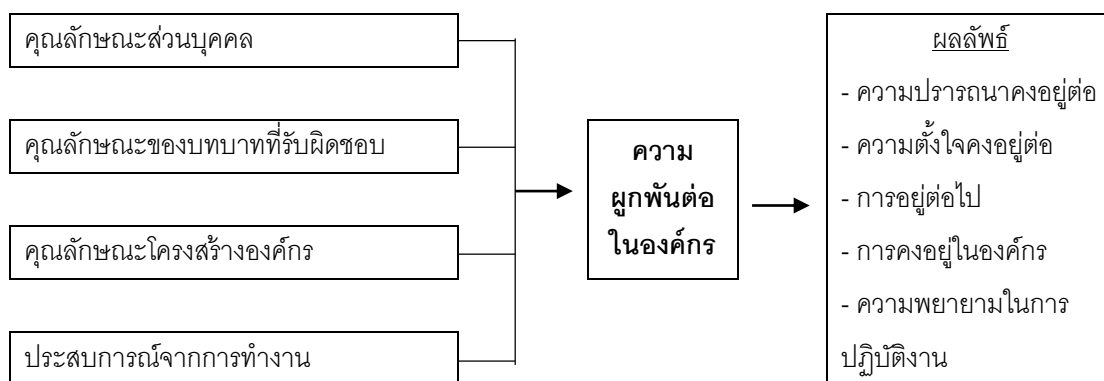 คุณลักษณะส่วนบุคคล
คุณลักษณะของบทบาทที่รับผิดชอบ
คุณลักษณะโครงสร้างองค์กร
ประสบการณ์จากการทำงาน
ความ
ผูกพันต่อ
ในองค์กร
ผลลัพธ์
- ความปรารถนาคงอยู่ต่อ
- ความตั้งใจคงอยู่ต่อ
- การอยู่ต่อไป
- การคงอยู่ในองค์กร
- ความพยายามในการ
ปฏิบัติงาน